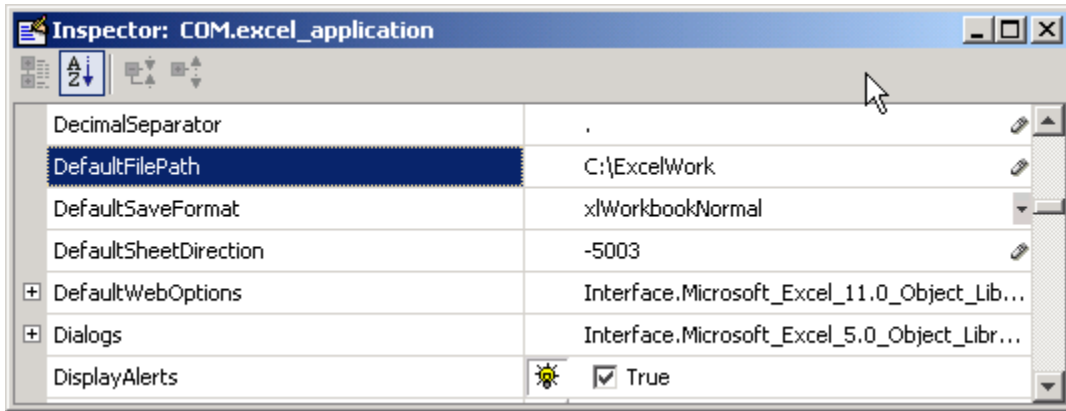 Inspector: COM.excel_application
DecimalSeparator .
DefaultFilePath C:\ExcelWork
DefaultSaveFormat xlWorkbookNormal
DefaultSheetDirection -5003
DefaultWebOptions Interface.Microsoft_Excel_11.0_Object_Lib...
Dialogs Interface.Microsoft_Excel_5.0_Object_Libr...
DisplayAlerts True